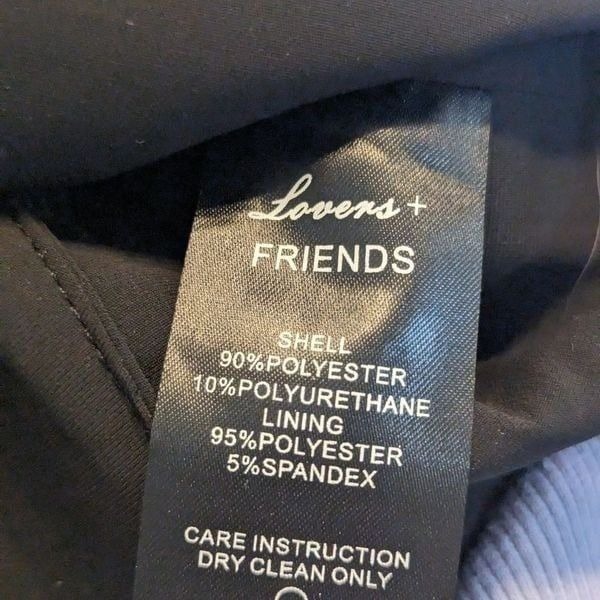 Lovers +
FRIENDS
SHELL
90%POLYESTER
10%POLYURETHANE
LINING
95%POLYESTER
5%SPANDEX
CARE INSTRUCTION
DRY CLEAN ONLY